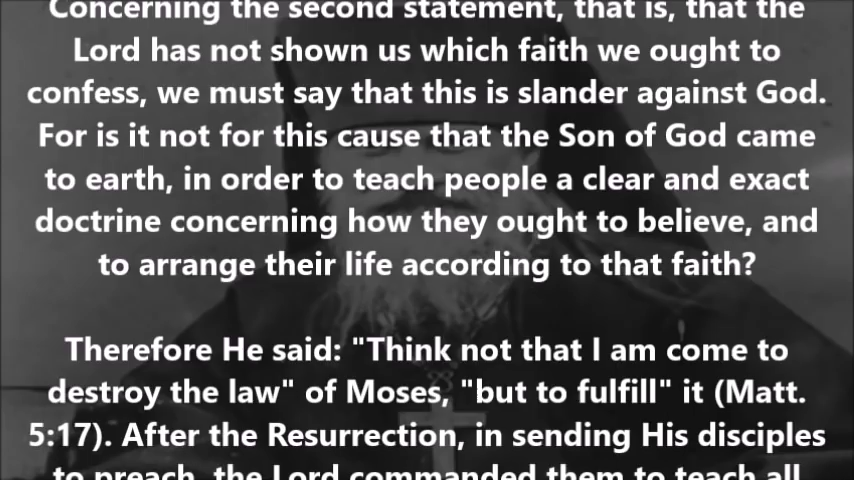 Concerning the second statement, that is, that the
Lord has not shown us which faith we ought to
confess, we must say that this is slander against God.
For is it not for this cause that the Son of God came
to earth, in order to teach people a clear and exact
doctrine concerning how they ought to believe, and
to arrange their life according to that faith?
Therefore He said: "Think not that I am come to
destroy the law" of Moses, "but to fulfill" it (Matt.
5:17). After the Resurrection, in sending His disciples
to preach, the Lord commanded them to teach all